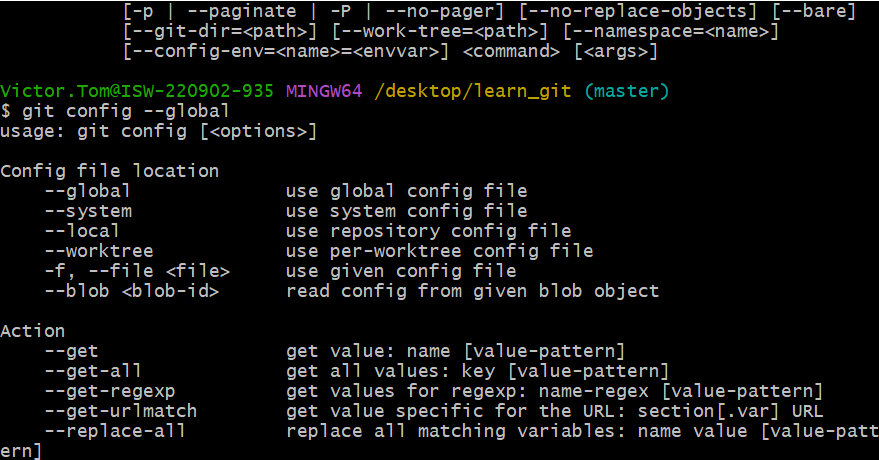 [-p | --paginate | -P | --no-pager] [--no-replace-objects] [--bare]
[--git-dir=<path>] [--work-tree=<path>] [--namespace=<name>]
[--config-env=<name>=<envvar>] <command> [<args>]
Victor.Tom@ISW-220902-935 MINGW64 /desktop/learn_git (master)
$ git config --global
usage: git config [<options>]
Config file location
--global use global config file
--system use system config file
--local use repository config file
--worktree use per-worktree config file
-f, --file <file> use given config file
--blob <blob-id> read config from given blob object
Action
--get get value: name [value-pattern]
--get-all get all values: key [value-pattern]
--get-regexp get values for regexp: name-regex [value-pattern]
--get-urlmatch get value specific for the URL: section[.var] URL
--replace-all replace all matching variables: name value [value-patt
ern]